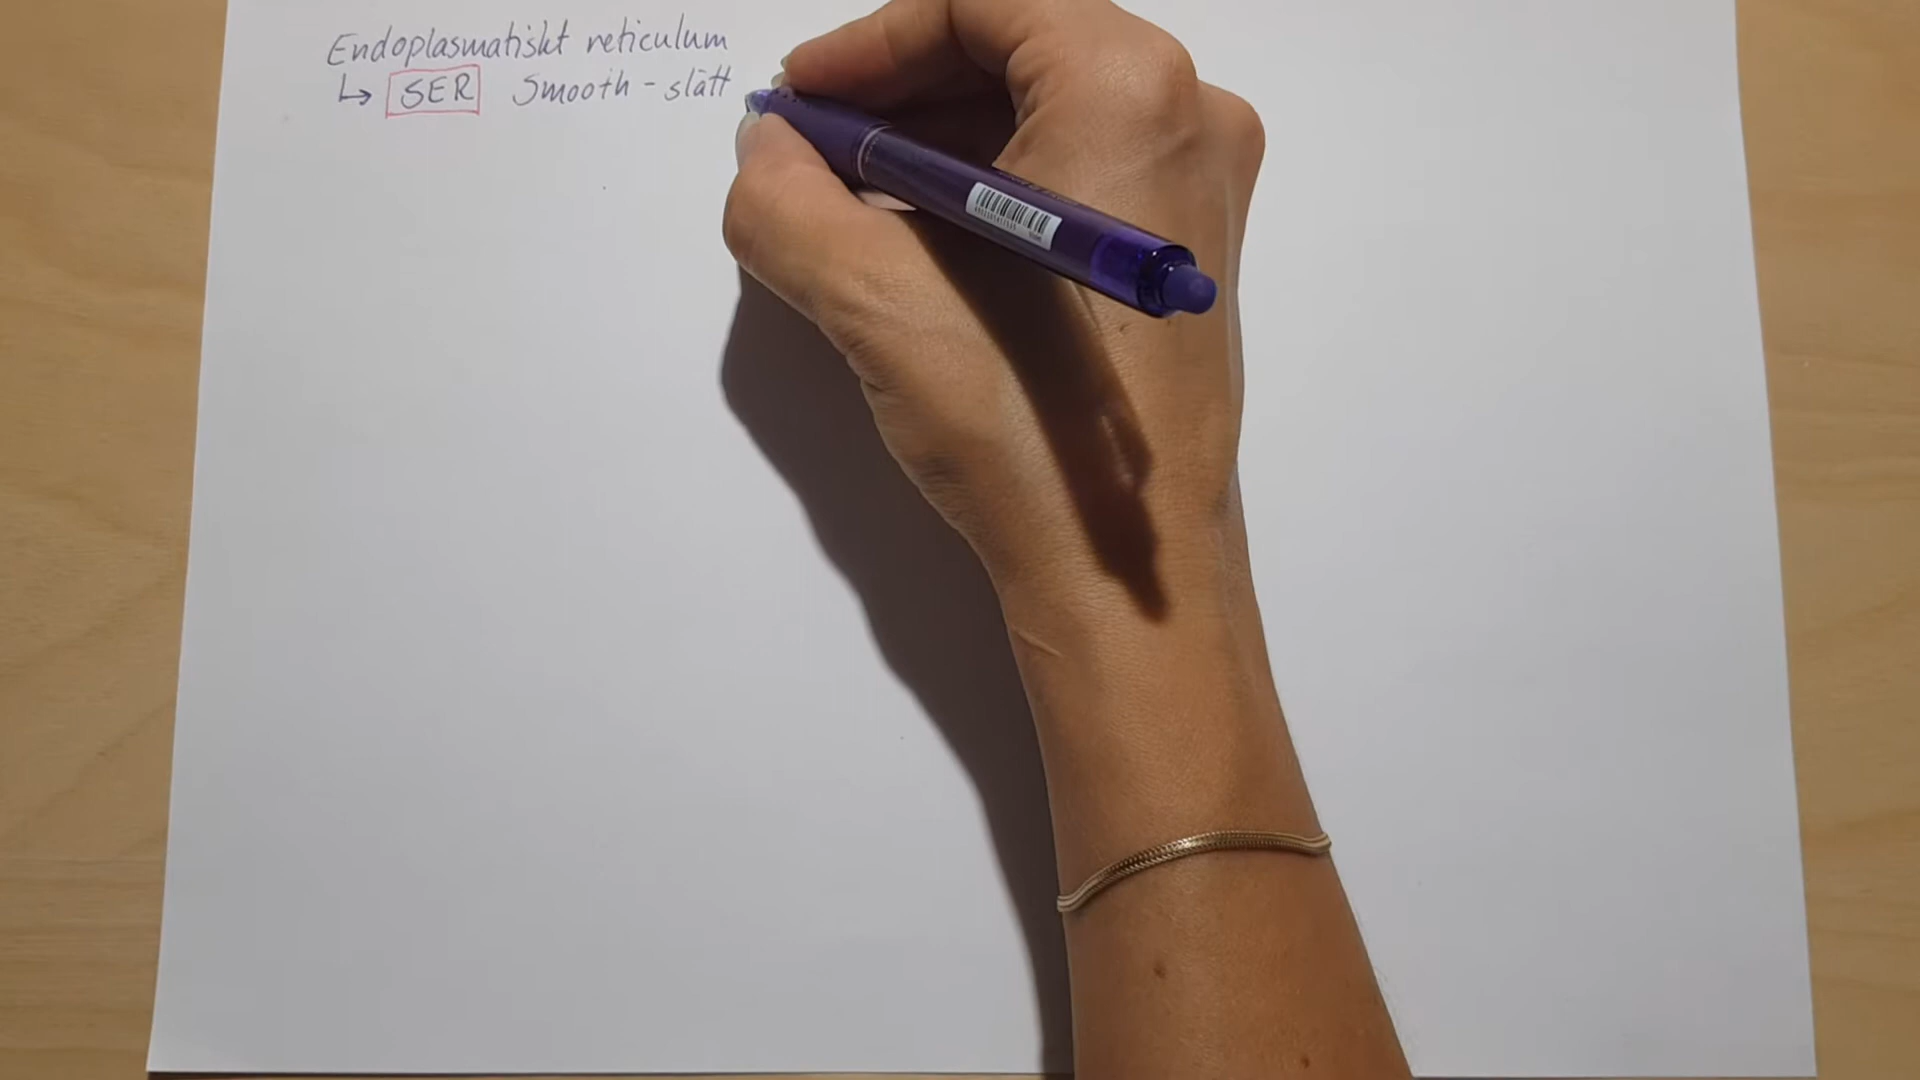 Endoplasmatiskt reticulum
↳ SER Smooth - slätt